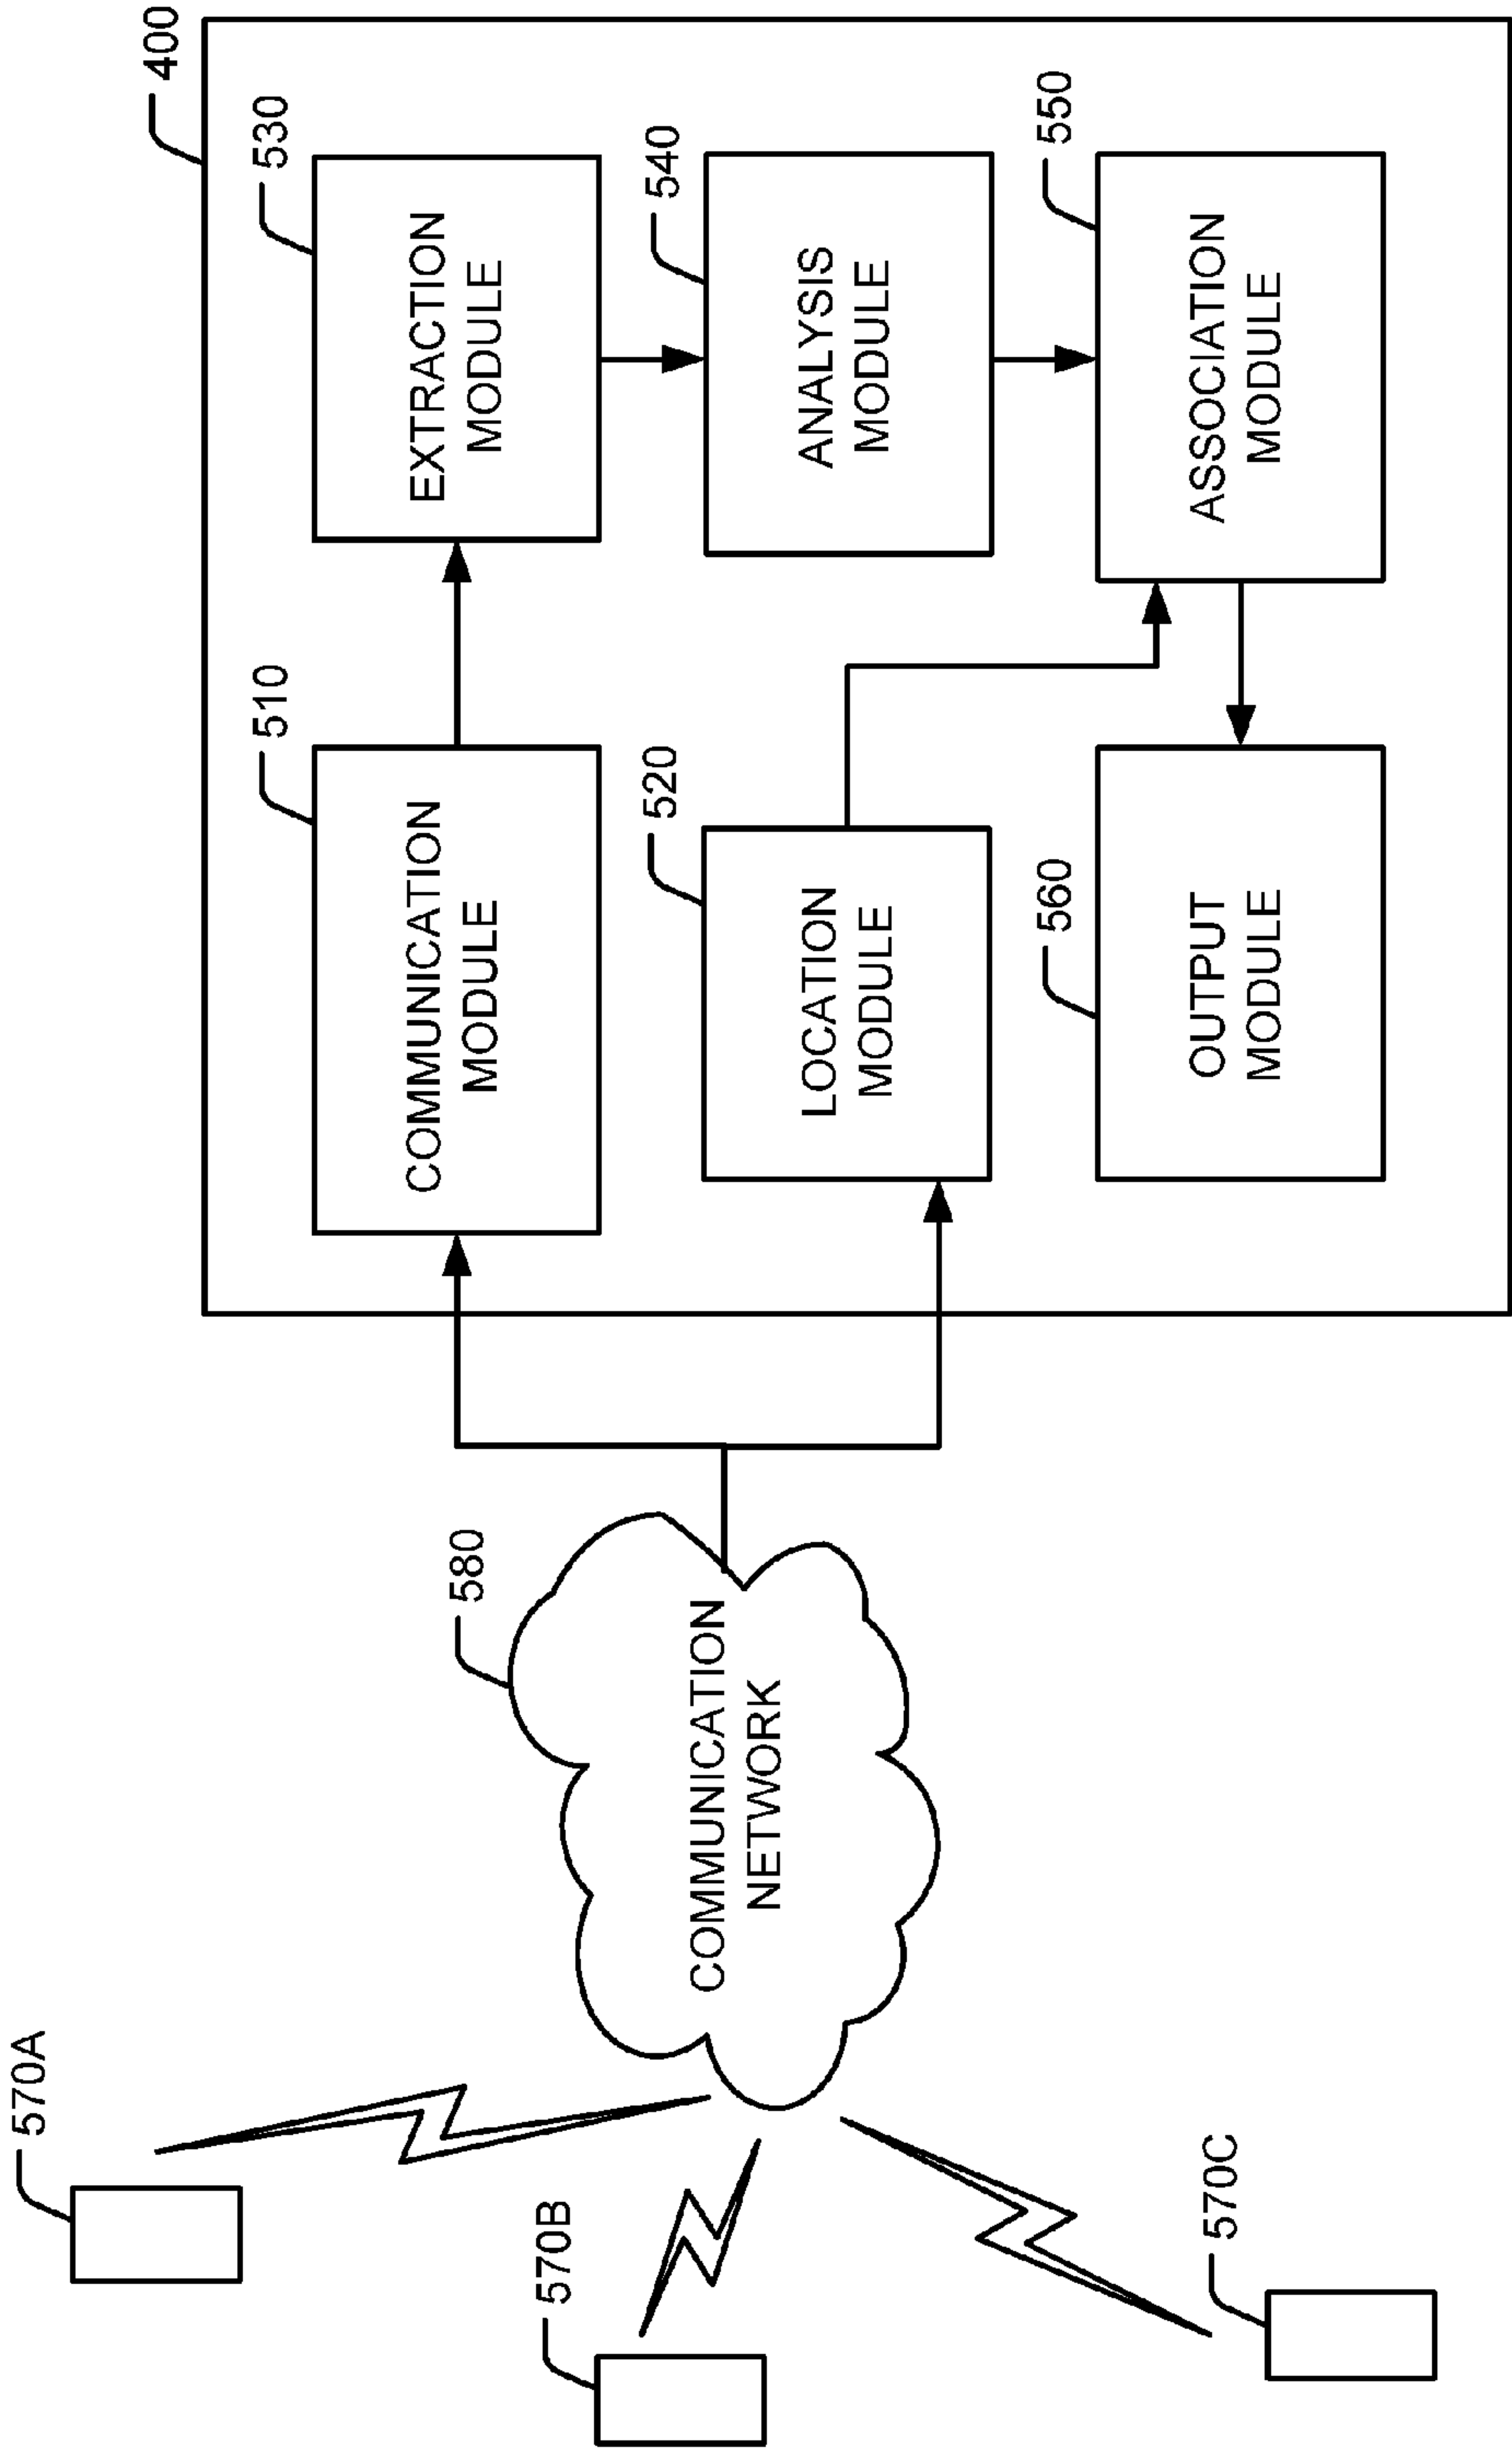 570A
570B
570C
580
COMMUNICATION
NETWORK
400
510
COMMUNICATION
MODULE
530
EXTRACTION
MODULE
520
LOCATION
MODULE
540
ANALYSIS
MODULE
560
OUTPUT
MODULE
550
ASSOCIATION
MODULE